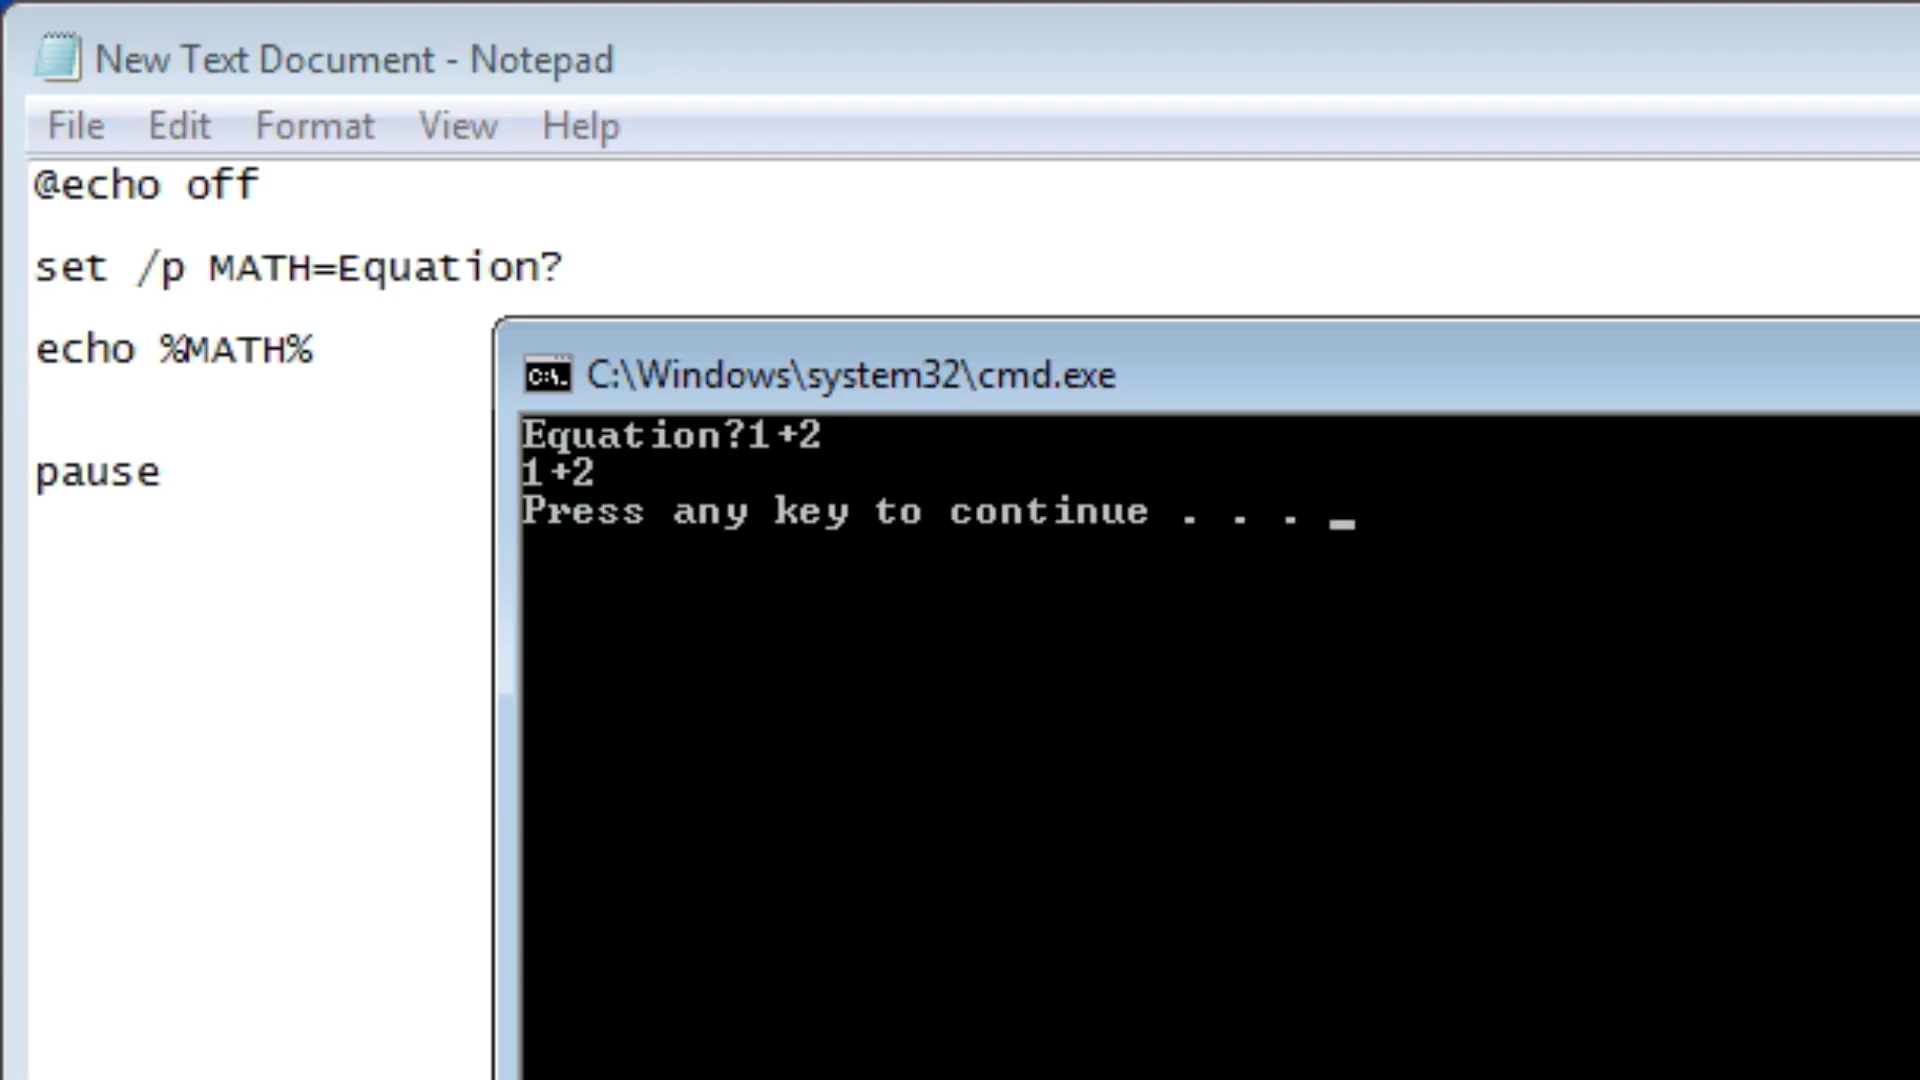 New Text Document - Notepad
File Edit Format View Help
@echo off
set /p MATH=Equation?
echo %MATH%
pause
C:\Windows\system32\cmd.exe
Equation?1+2
1+2
Press any key to continue . . . _